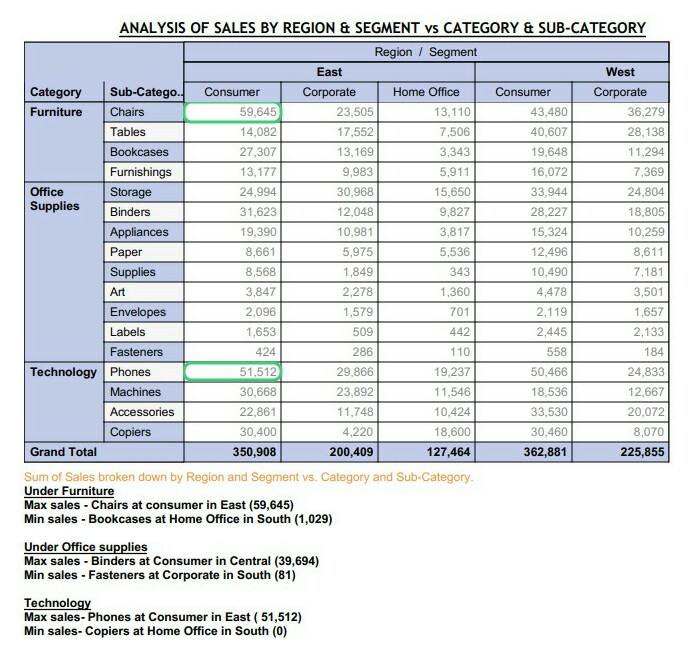 ANALYSIS OF SALES BY REGION & SEGMENT vs CATEGORY & SUB-CATEGORY
Region / Segment
East West
Category Sub-Catego.. Consumer Corporate Home Office Consumer Corporate
Furniture Chairs 59,645 23,505 13,110 43,480 36,279
Tables 14,082 17,552 7,506 40,607 28,138
Bookcases 27,307 13,169 3,343 19,648 11,294
Furnishings 13,177 9,983 5,911 16,072 7,369
Office Storage 24,994 30,968 15,650 33,944 24,804
Supplies
Binders 31,623 12,048 9,827 28,227 18,805
Appliances 19,390 10,981 3,817 15,324 10,259
Paper 8,661 5,975 5,536 12,496 8,611
Supplies 8,568 1,849 343 10,490 7,181
Art 3,847 2,278 1,360 4,478 3,501
Envelopes 2,096 1,579 701 2,119 1,657
Labels 1,653 509 442 2,445 2,133
Fasteners 424 286 110 558 184
Technology Phones 51,512 29,866 19,237 50,466 24,833
Machines 30,668 23,892 11,546 18,536 12,667
Accessories 22,861 11,748 10,424 33,530 20,072
Copiers 30,400 4,220 18,600 30,460 8,070
Grand Total 350,908 200,409 127,464 362,881 225,855
Sum of Sales broken down by Region and Segment vs. Category and Sub-Category.
Under Furniture
Max sales - Chairs at consumer in East (59,645)
Min sales - Bookcases at Home Office in South (1,029)
Under Office supplies
Max sales - Binders at Consumer in Central (39,694)
Min sales - Fasteners at Corporate in South (81)
Technology
Max sales- Phones at Consumer in East ( 51,512)
Min sales- Copiers at Home Office in South (0)